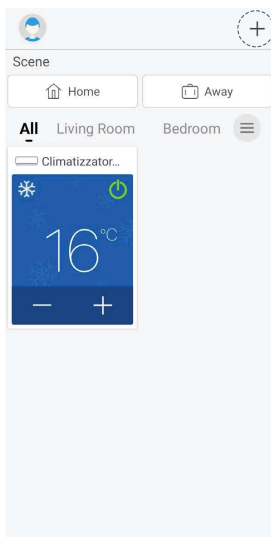 Scene
Home
Away
All Living Room Bedroom
Climatizzator...
16°C